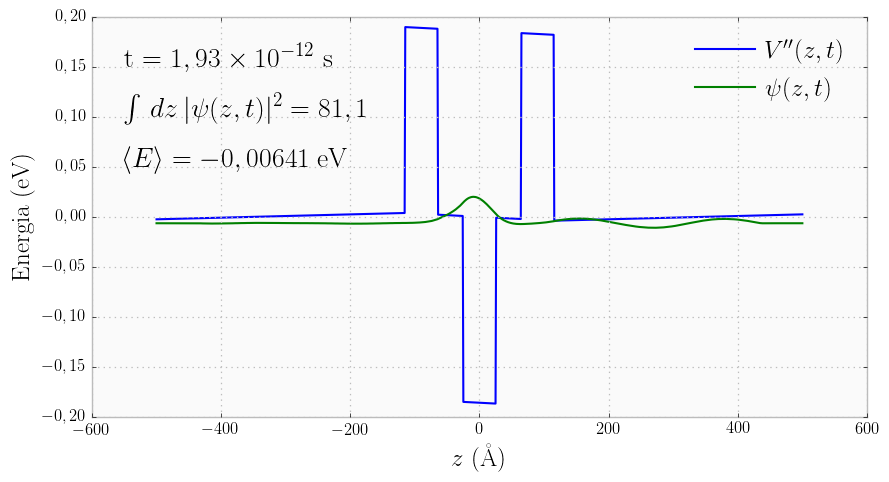 t = 1,93 × 10⁻¹² s
∫ dz |ψ(z, t)|² = 81,1
⟨E⟩ = −0,00641 eV
V″(z, t)
ψ(z, t)
Energia (eV)
0,20
0,15
0,10
0,05
0,00
−0,05
−0,10
−0,15
−0,20
−600 −400 −200 0 200 400 600
z (Å)